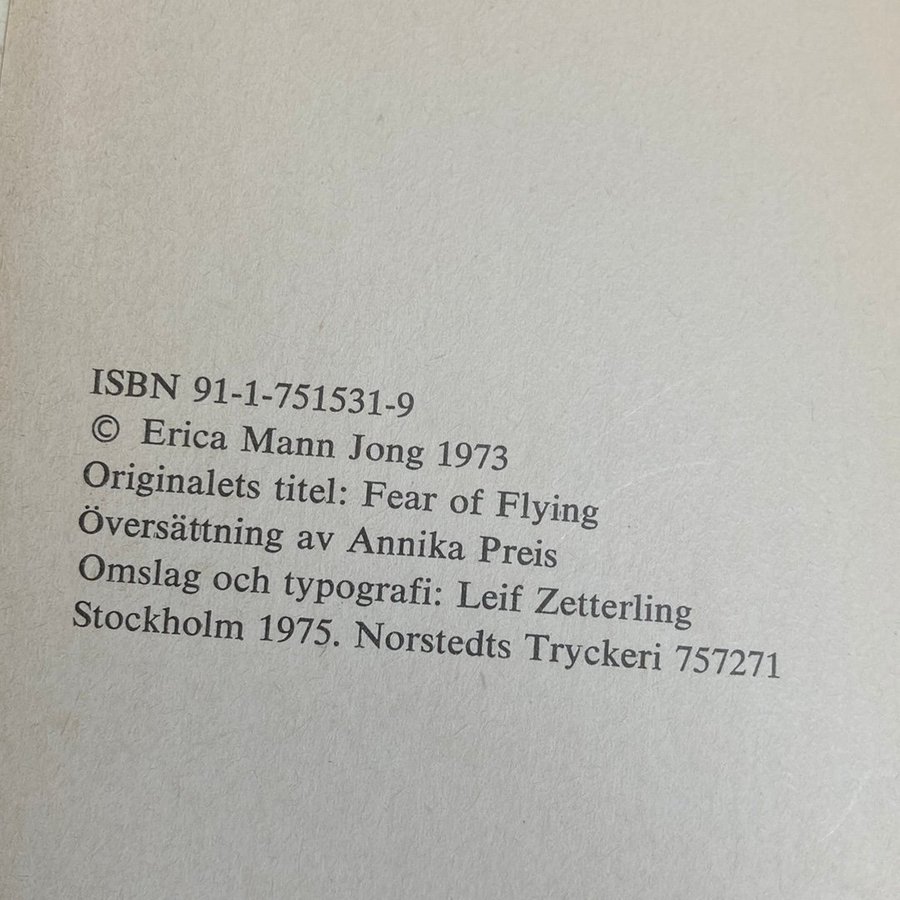 ISBN 91-1-751531-9
© Erica Mann Jong 1973
Originalets titel: Fear of Flying
Översättning av Annika Preis
Omslag och typografi: Leif Zetterling
Stockholm 1975. Norstedts Tryckeri 757271